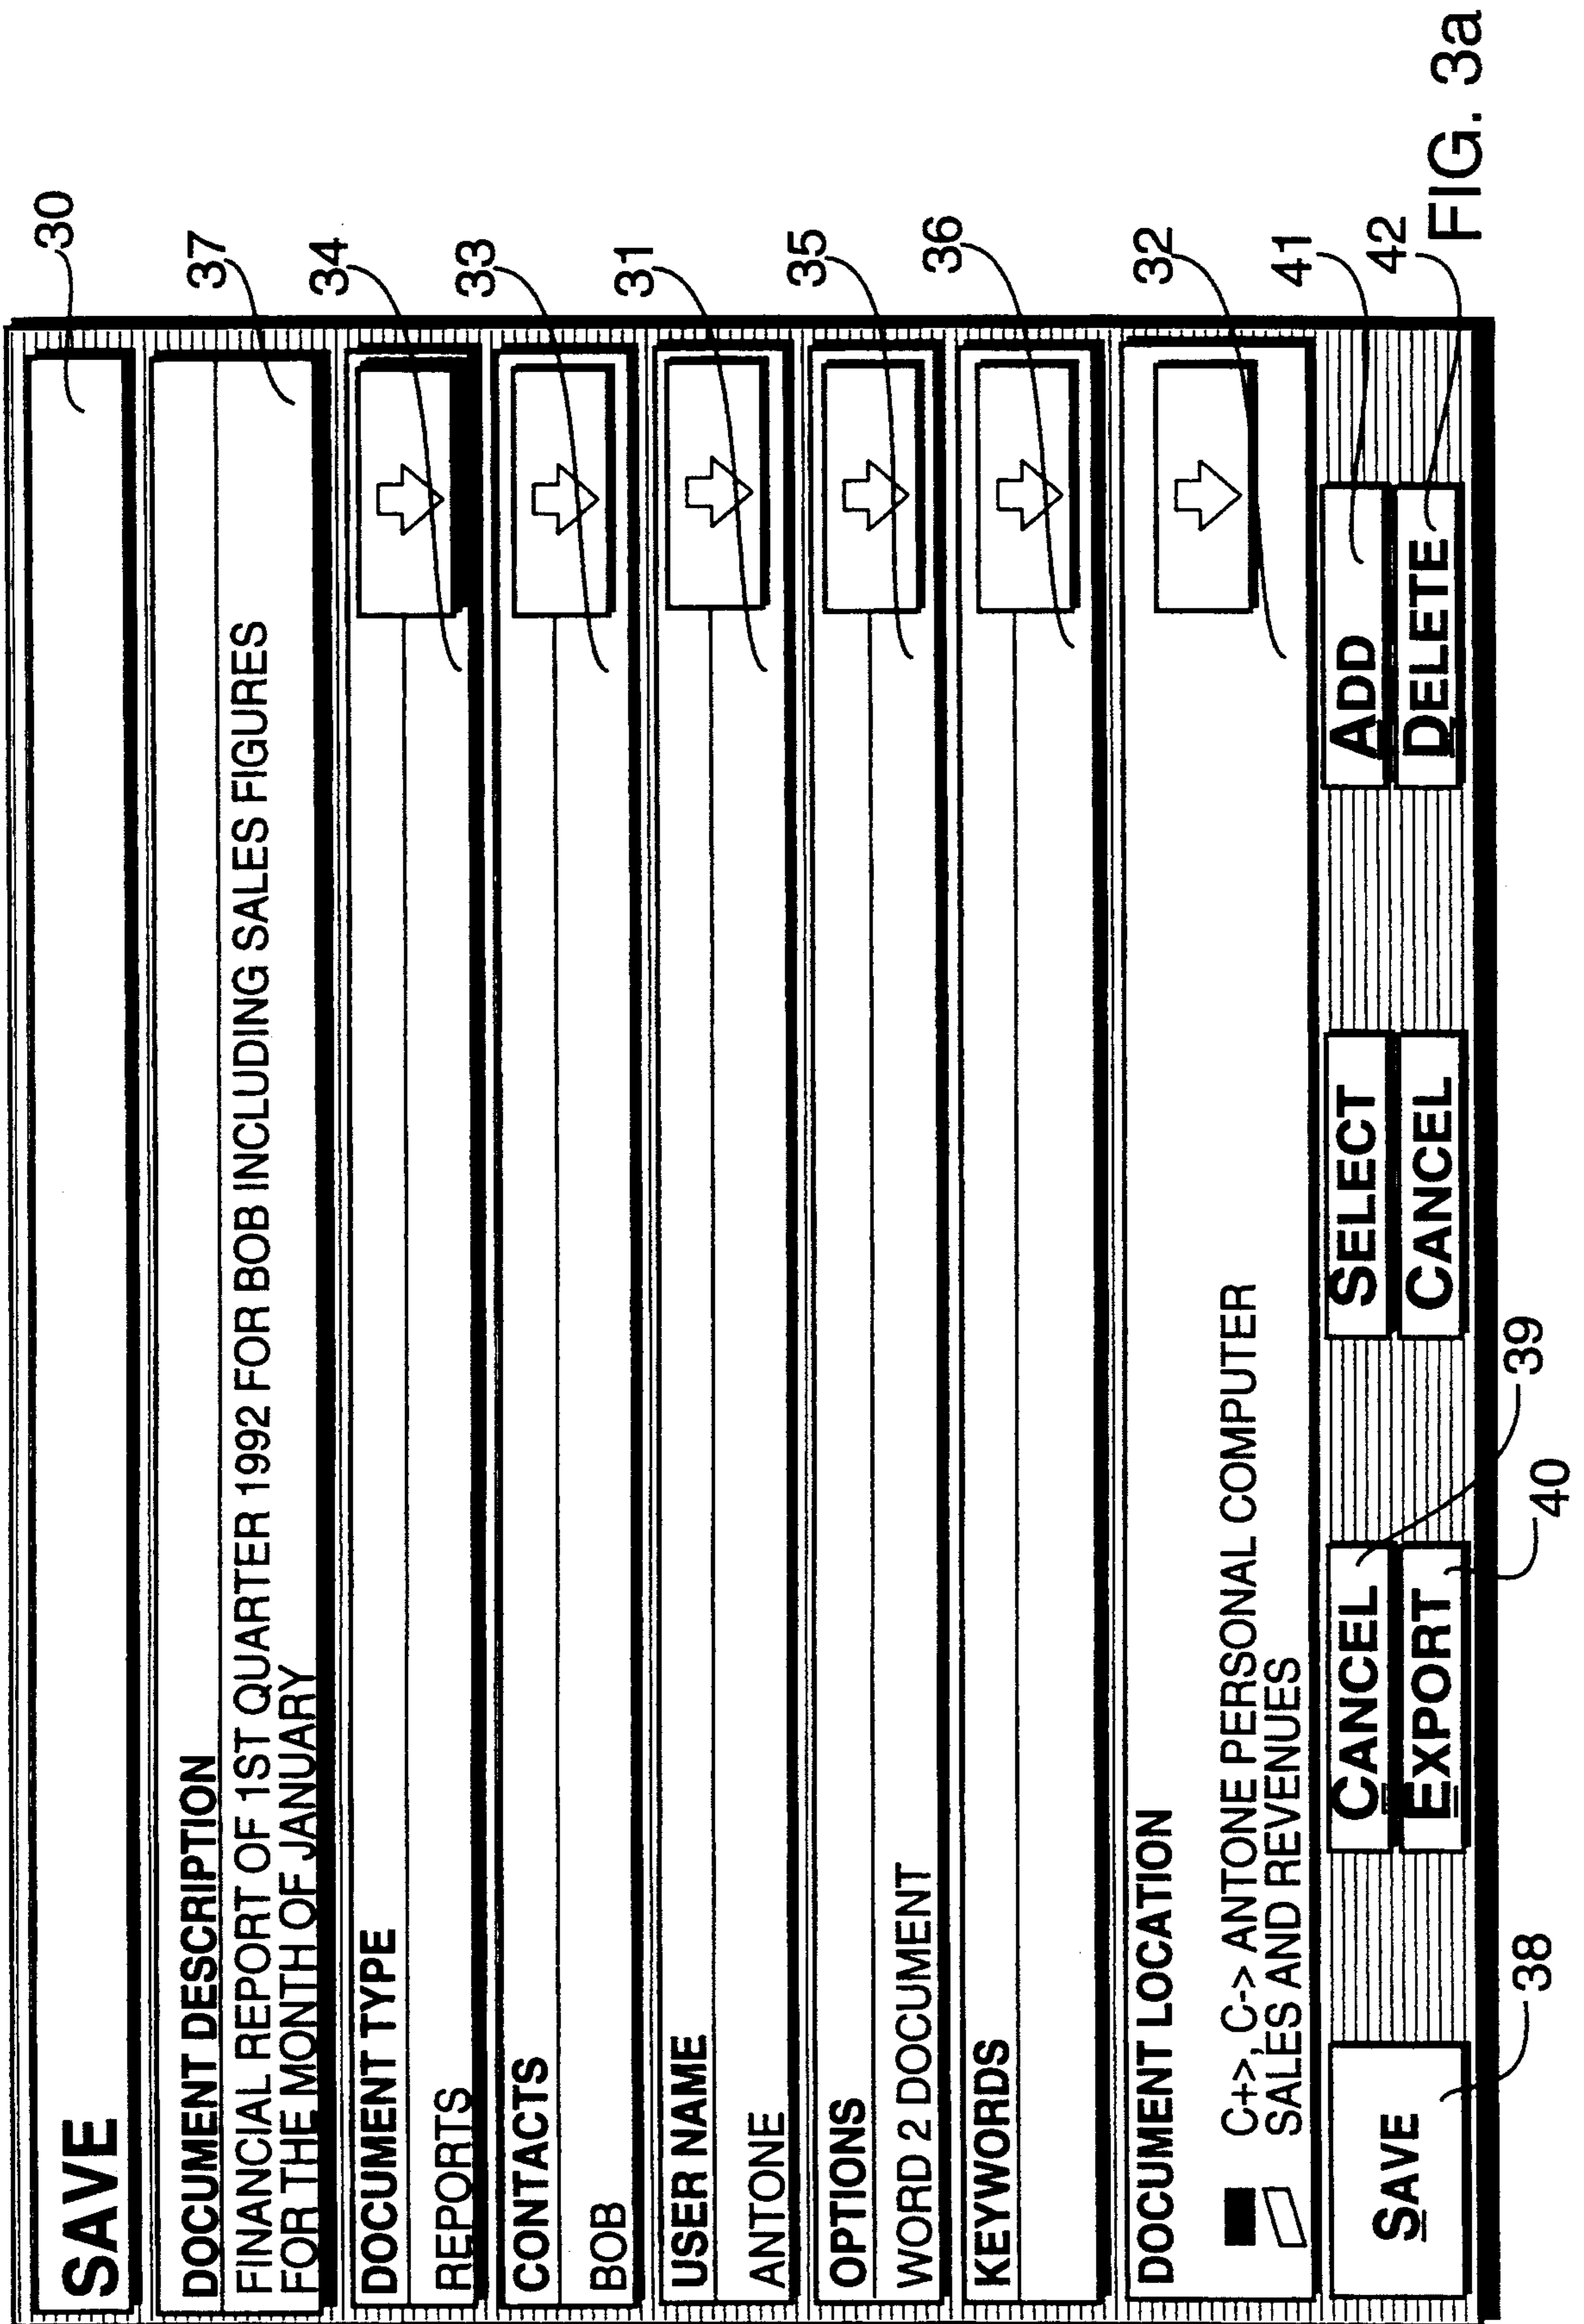 SAVE
30
DOCUMENT DESCRIPTION
FINANCIAL REPORT OF 1ST QUARTER 1992 FOR BOB INCLUDING SALES FIGURES
FOR THE MONTH OF JANUARY
37
DOCUMENT TYPE
REPORTS
34
CONTACTS
BOB
33
USER NAME
ANTONE
31
OPTIONS
WORD 2 DOCUMENT
35
KEYWORDS
36
DOCUMENT LOCATION
C+>, C-> ANTONE PERSONAL COMPUTER
SALES AND REVENUES
32
SAVE
CANCEL
SELECT
ADD
41
EXPORT
CANCEL
DELETE
42
38
40
39
FIG. 3a